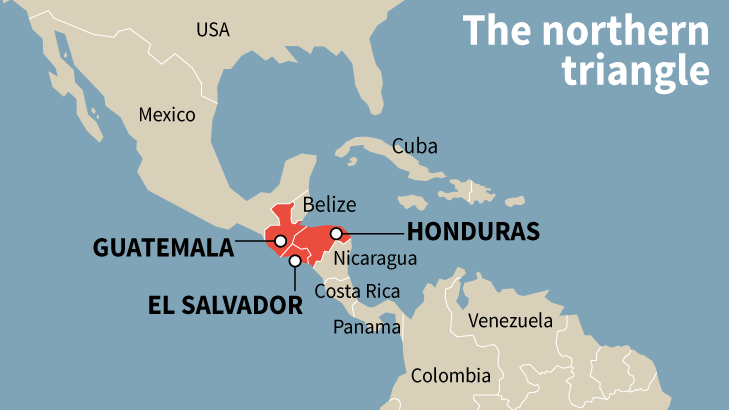 The northern
triangle
USA
Mexico
Cuba
Belize
GUATEMALA
HONDURAS
Nicaragua
EL SALVADOR
Costa Rica
Panama
Venezuela
Colombia